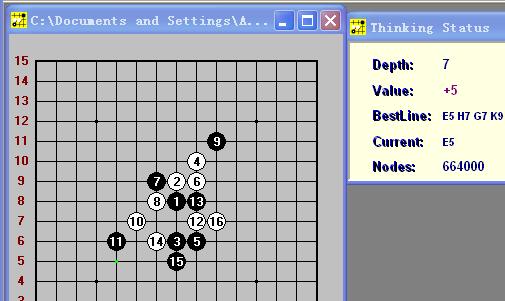 C:\Documents and Settings\A...
15
14
13
12
11
10
9
8
7
6
5
4
9
4
7 2 6
8 1 13
10 12 16
11 14 3 5
15
Thinking Status
Depth: 7
Value: +5
BestLine: E5 H7 G7 K9
Current: E5
Nodes: 664000